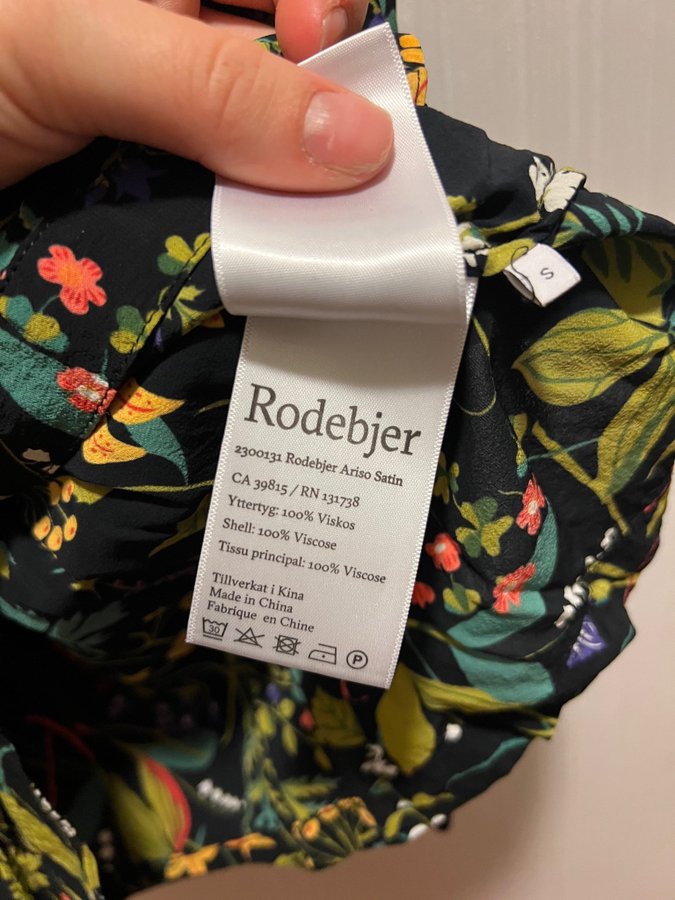 S
Rodebjer
2300131 Rodebjer Ariso Satin
CA 39815 / RN 131738
Yttertyg: 100% Viskos
Shell: 100% Viscose
Tissu principal: 100% Viscose
Tillverkat i Kina
Made in China
Fabrique en Chine
30 P